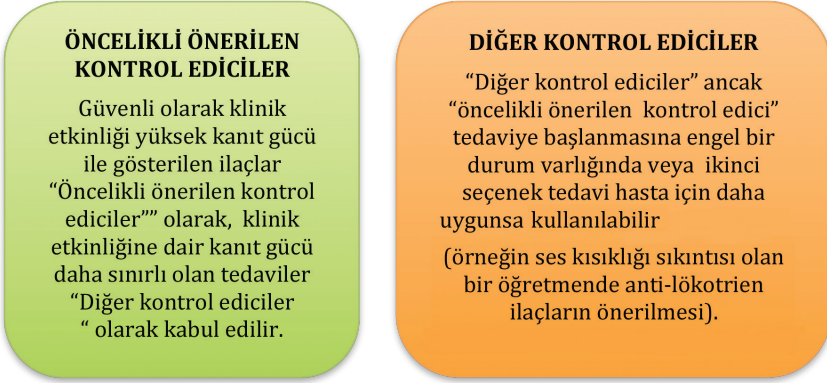 ÖNCELİKLİ ÖNERİLEN
KONTROL EDİCİLER
Güvenli olarak klinik
etkinliği yüksek kanıt gücü
ile gösterilen ilaçlar
“Öncelikli önerilen kontrol
ediciler”” olarak, klinik
etkinliğine dair kanıt gücü
daha sınırlı olan tedaviler
“Diğer kontrol ediciler
“ olarak kabul edilir.
DİĞER KONTROL EDİCİLER
“Diğer kontrol ediciler” ancak
“öncelikli önerilen kontrol edici”
tedaviye başlanmasına engel bir
durum varlığında veya ikinci
seçenek tedavi hasta için daha
uygunsa kullanılabilir
(örneğin ses kısıklığı sıkıntısı olan
bir öğretmende anti-lökotrien
ilaçların önerilmesi).